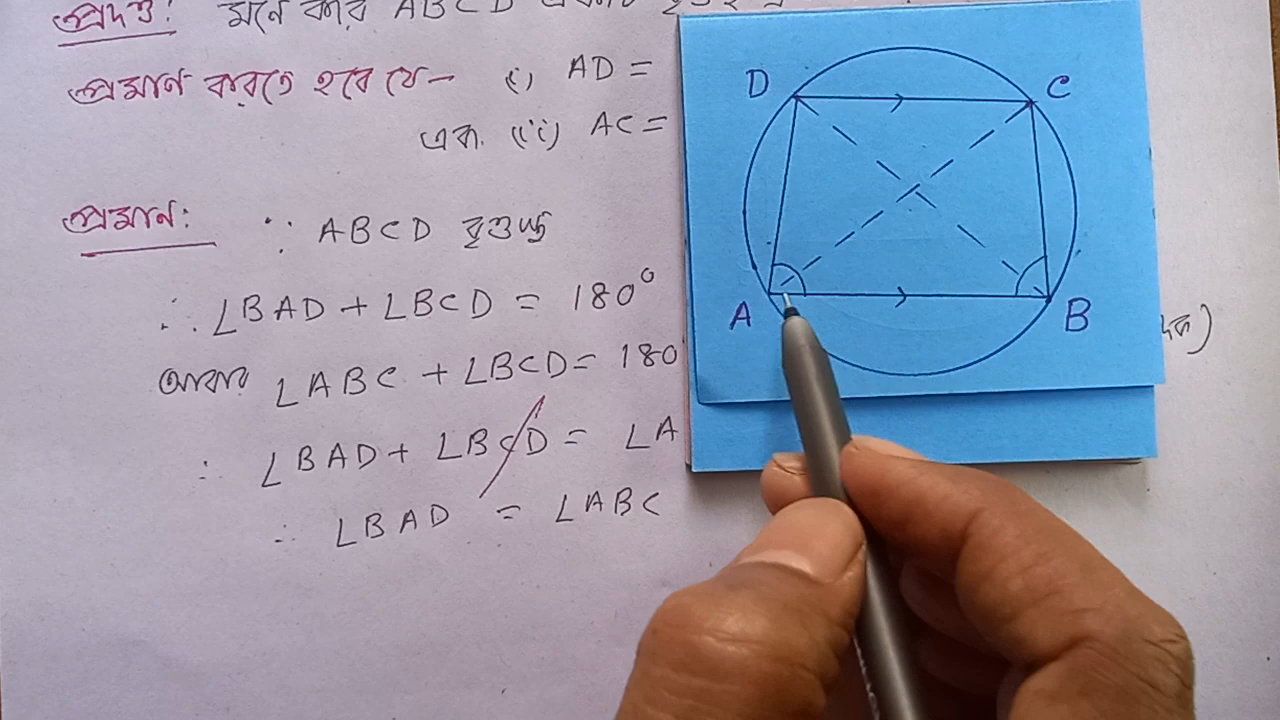 প্রদত্ত: মনে করি ABCD একটি
প্রমান করতে হবে যে- (i) AD =
এবং (ii) AC =
প্রমান: ∵ ABCD বৃত্তস্থ
∴ ∠BAD + ∠BCD = 180°
আবার ∠ABC + ∠BCD = 180
∴ ∠BAD + ∠BCD = ∠A
∴ ∠BAD = ∠ABC
D C
A B